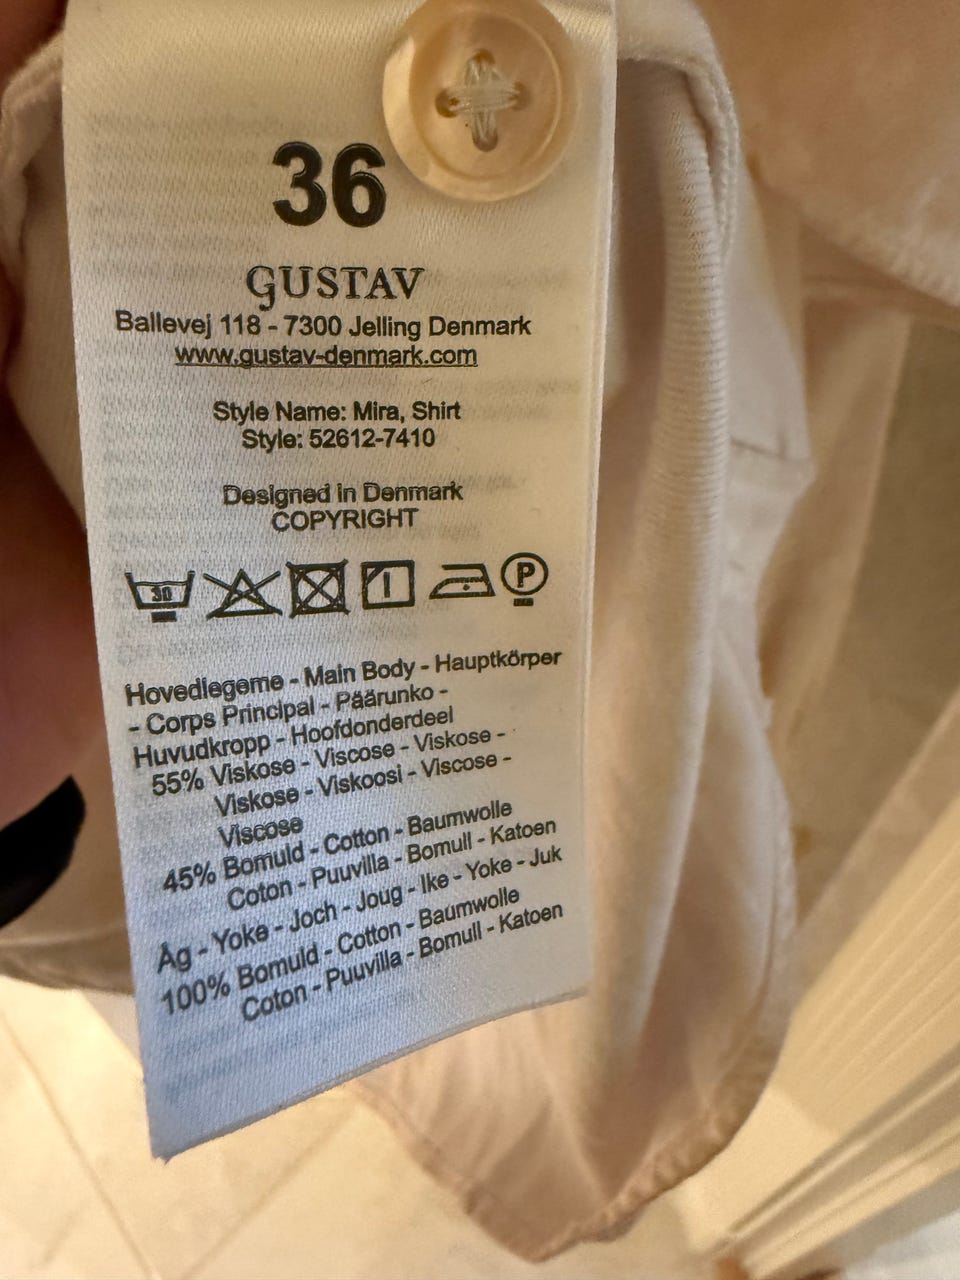 36
GUSTAV
Ballevej 118 - 7300 Jelling Denmark
www.gustav-denmark.com
Style Name: Mira, Shirt
Style: 52612-7410
Designed in Denmark
COPYRIGHT
30
P
Hovedlegeme - Main Body - Hauptkörper
- Corps Principal - Päärunko -
Huvudkropp - Hoofdonderdeel
55% Viskose - Viscose - Viskose -
Viskose - Viskoosi - Viscose -
Viscose
45% Bomuld - Cotton - Baumwolle
Coton - Puuvilla - Bomull - Katoen
Åg - Yoke - Joch - Joug - Ike - Yoke - Juk
100% Bomuld - Cotton - Baumwolle
Coton - Puuvilla - Bomull - Katoen